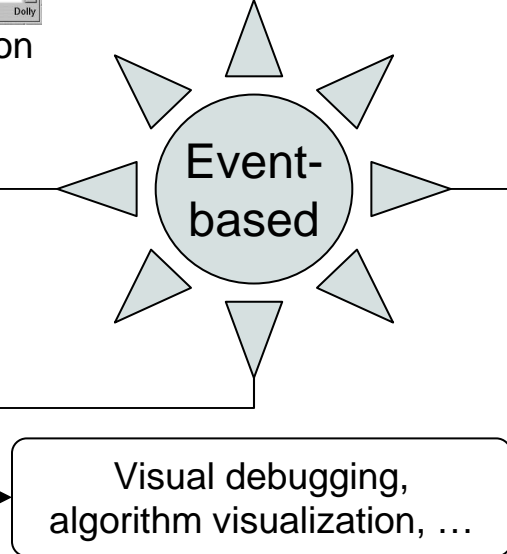 Dolly
on
Event-
based
Visual debugging,
algorithm visualization, …